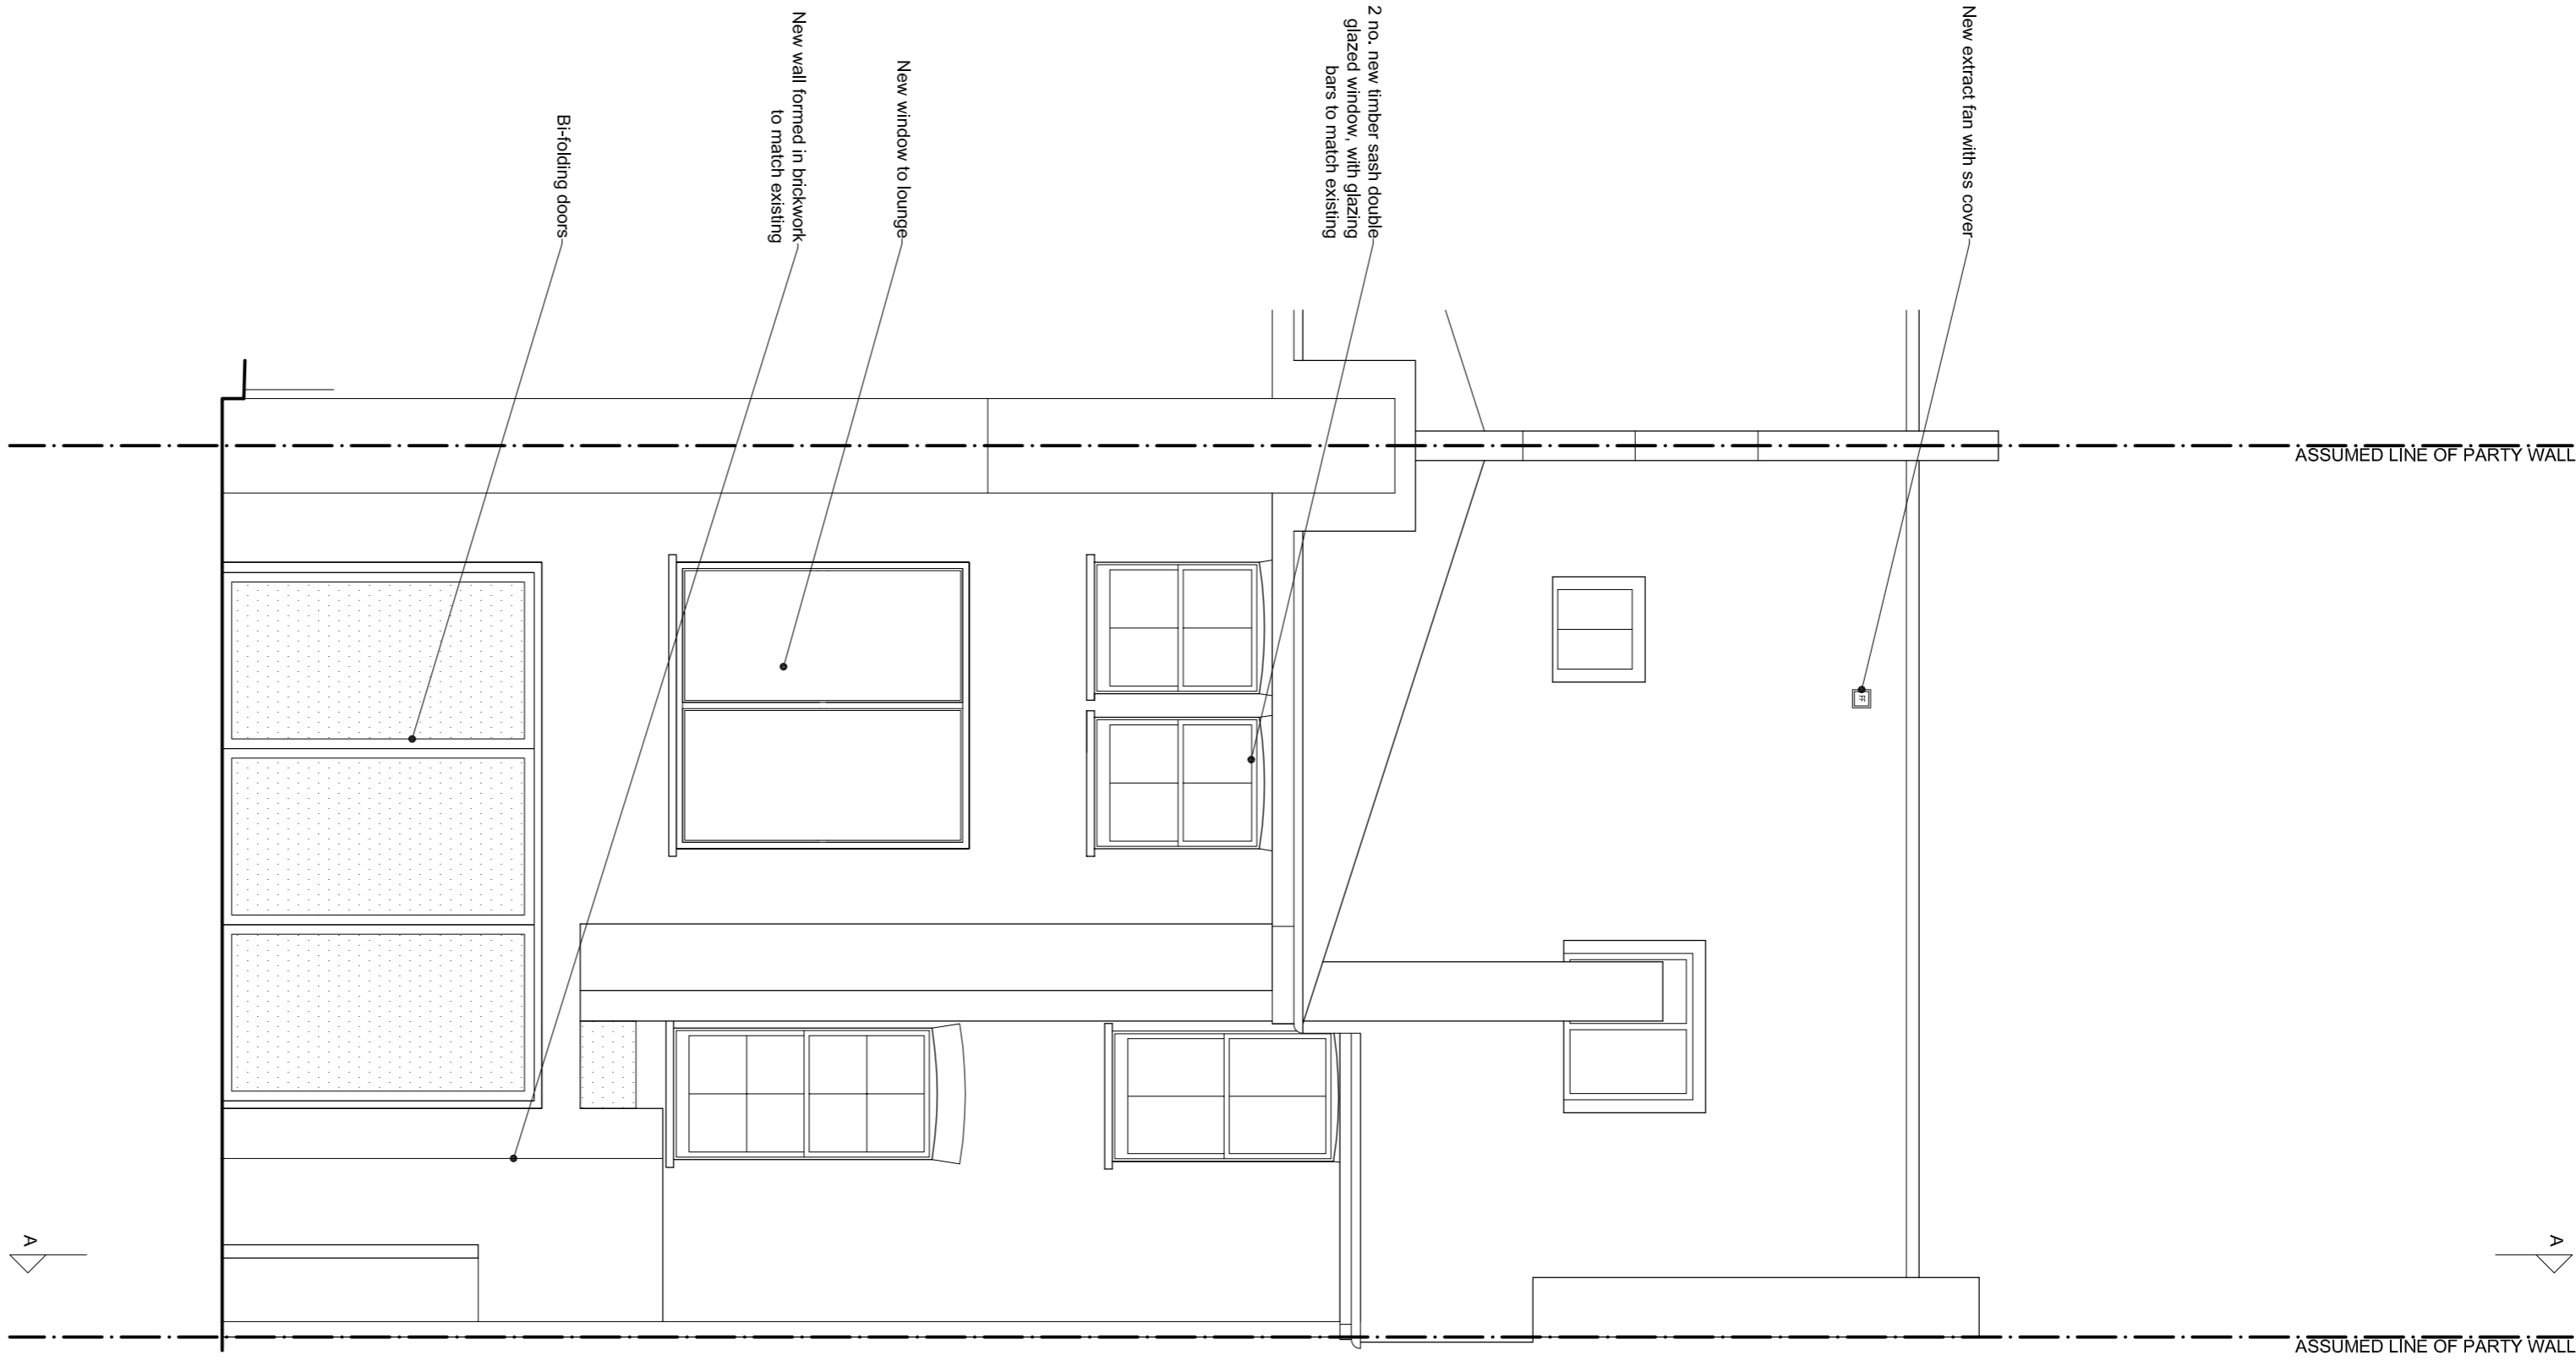 New extract fan with ss cover
2 no. new timber sash double
glazed window, with glazing
bars to match existing
New window to lounge
New wall formed in brickwork
to match existing
Bi-folding doors
ASSUMED LINE OF PARTY WALL
ASSUMED LINE OF PARTY WALL
A
A